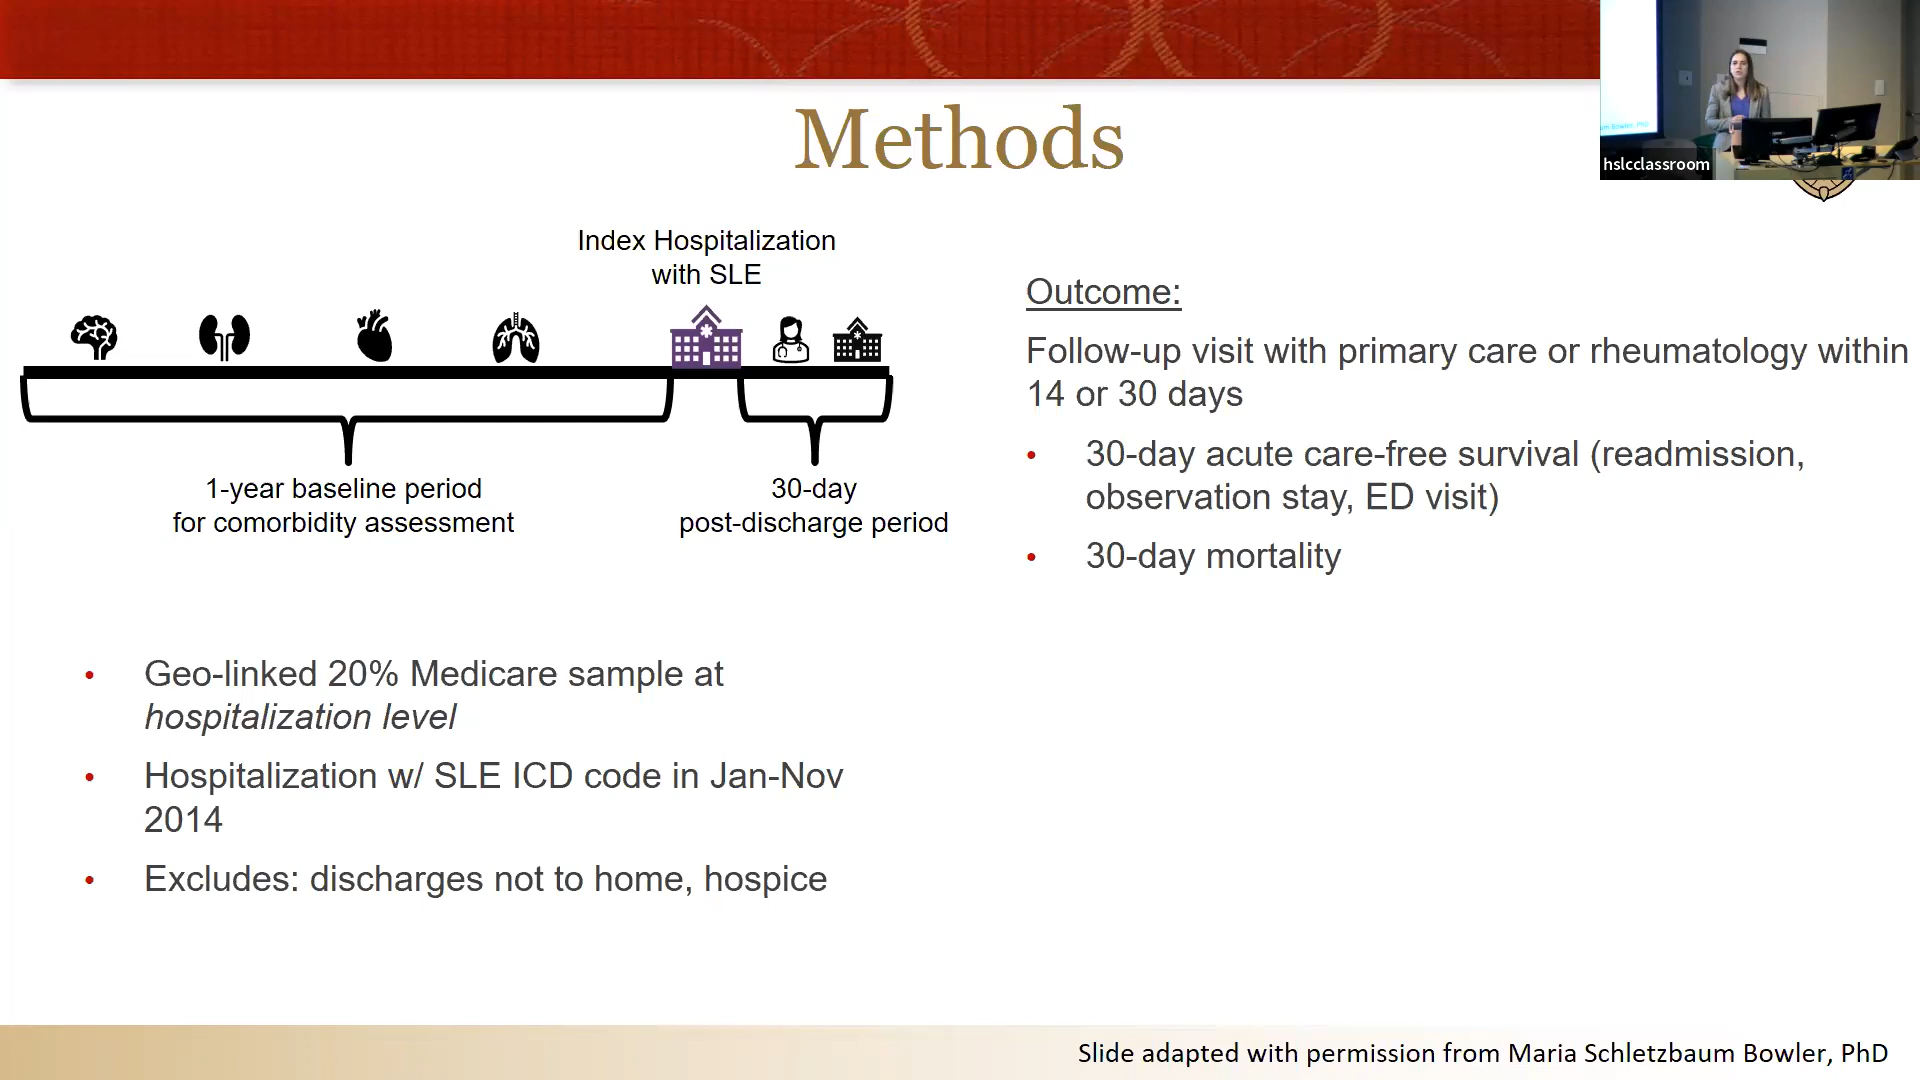 Methods
hslcclassroom
Index Hospitalization
with SLE
1-year baseline period
for comorbidity assessment
30-day
post-discharge period
Outcome:
Follow-up visit with primary care or rheumatology within
14 or 30 days
• 30-day acute care-free survival (readmission,
observation stay, ED visit)
• 30-day mortality
• Geo-linked 20% Medicare sample at
hospitalization level
• Hospitalization w/ SLE ICD code in Jan-Nov
2014
• Excludes: discharges not to home, hospice
Slide adapted with permission from Maria Schletzbaum Bowler, PhD